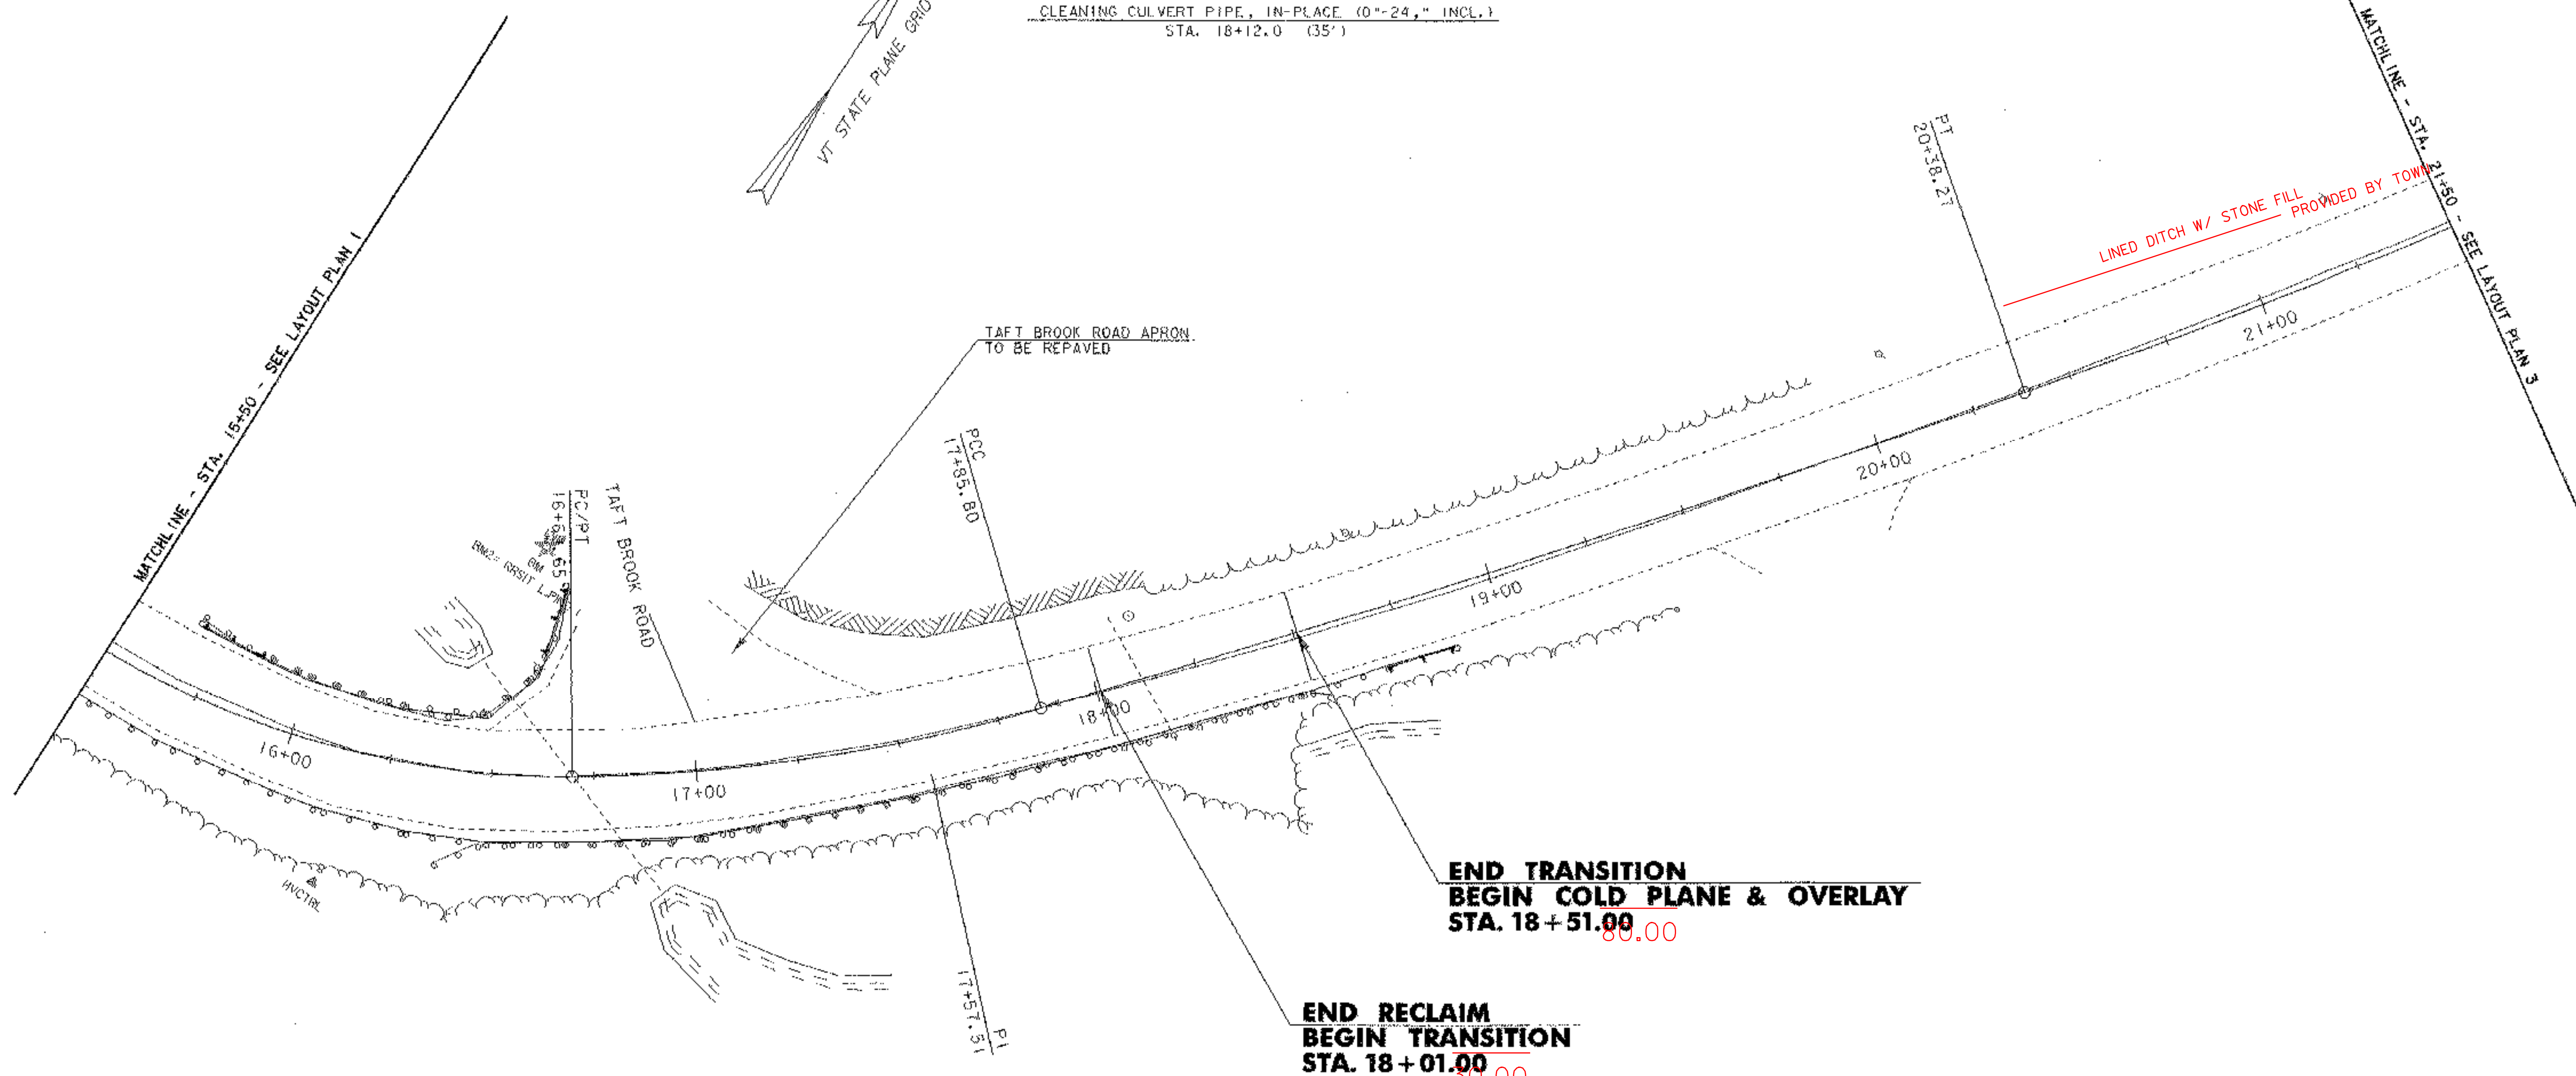 CLEANING CULVERT PIPE, IN-PLACE (0"-24," INCL.)
STA. 18+12.0 (35')
VT STATE PLANE GRID
MATCHLINE - STA. 15+50 - SEE LAYOUT PLAN 1
MATCHLINE - STA. 21+50 - SEE LAYOUT PLAN 3
PT
20+38.27
LINED DITCH W/ STONE FILL
PROVIDED BY TOWN
TAFT BROOK ROAD APRON
TO BE REPAVED
PCC
17+85.80
PC/PT
TAFT BROOK ROAD
BM
16+00
17+00
18+00
19+00
20+00
21+00
HVCTRL
PI
17+57.51
END TRANSITION
BEGIN COLD PLANE & OVERLAY
STA. 18+51.00
80.00
END RECLAIM
BEGIN TRANSITION
STA. 18+01.00
30.00